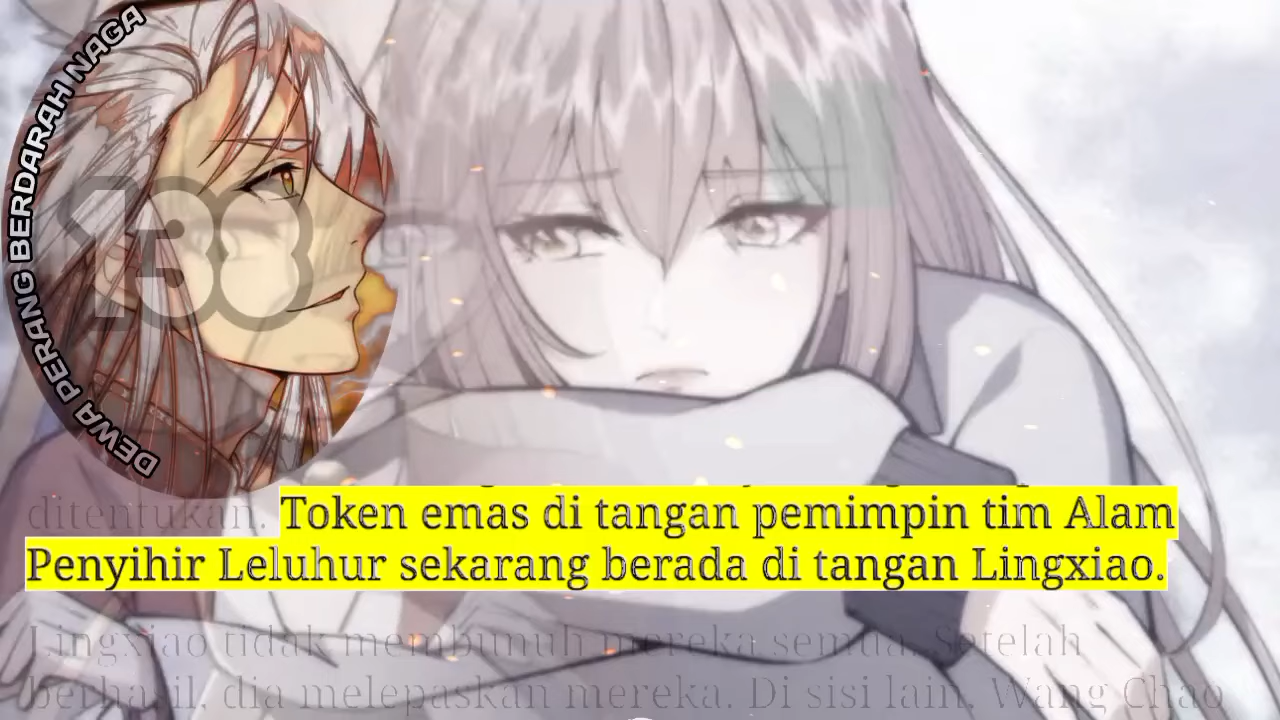 DEWA PERANG BERDARAH NAGA
138
ditentukan. Token emas di tangan pemimpin tim Alam
Penyihir Leluhur sekarang berada di tangan Lingxiao.
Lingxiao tidak membunuh mereka semua. Setelah
berhasil, dia melepaskan mereka. Di sisi lain, Wang Chao